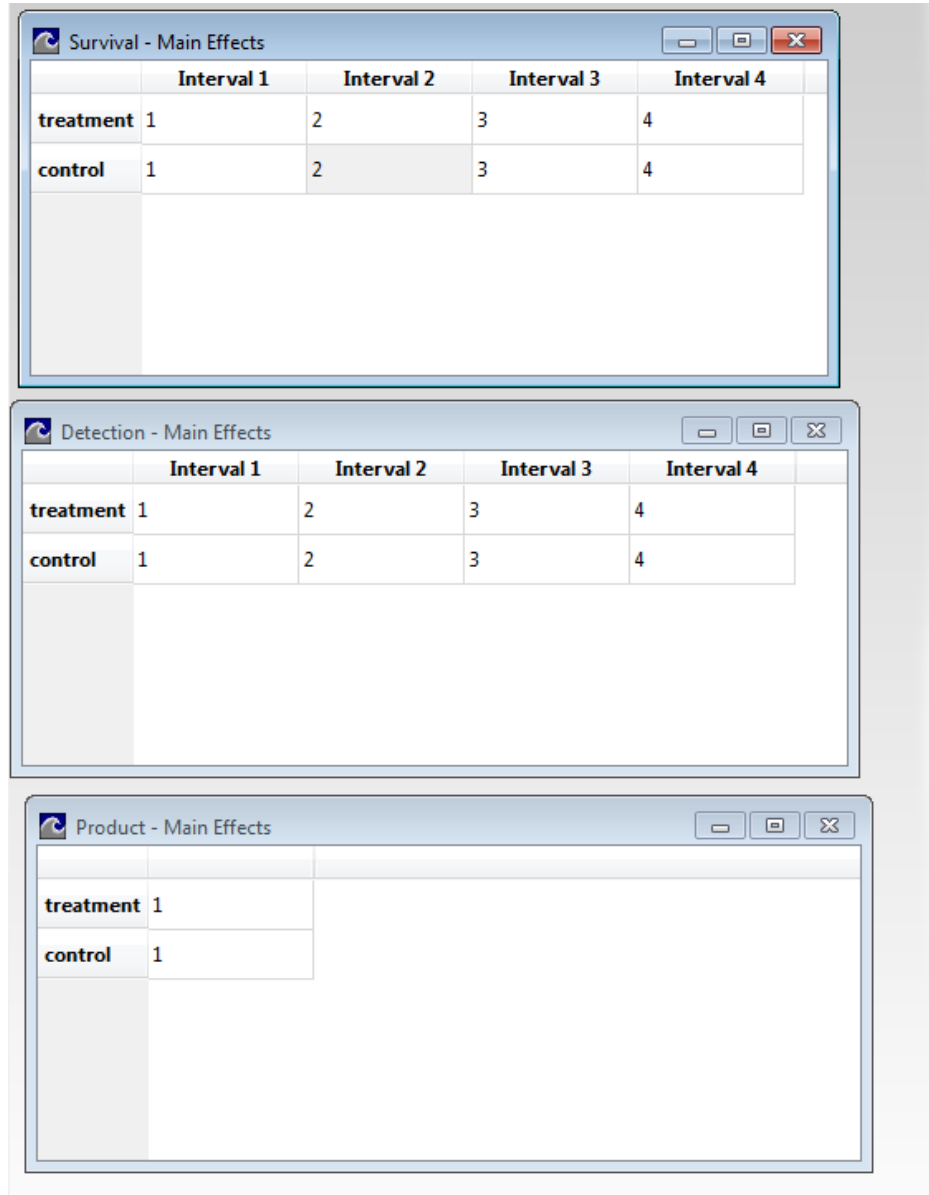 Survival - Main Effects
Interval 1 Interval 2 Interval 3 Interval 4
treatment 1 2 3 4
control 1 2 3 4
Detection - Main Effects
Interval 1 Interval 2 Interval 3 Interval 4
treatment 1 2 3 4
control 1 2 3 4
Product - Main Effects
treatment 1
control 1